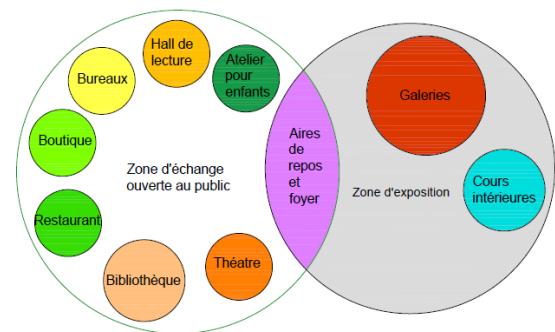 Hall de
lecture
Bureaux
Atelier
pour
enfants
Boutique
Zone d'échange
ouverte au public
Restaurant
Bibliothèque
Théatre
Aires de
repos
et
foyer
Galeries
Zone d'exposition
Cours
intérieures